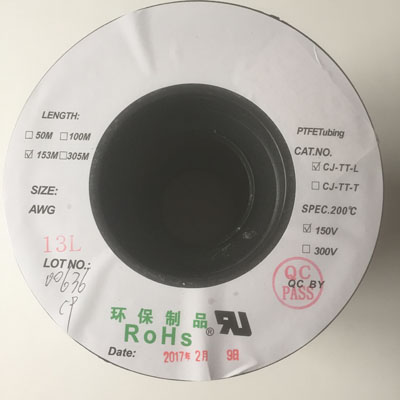 LENGTH:
50M 100M
153M 305M
SIZE:
AWG
13L
LOT NO.:
00636
PTFETubing
CAT.NO.
CJ-TT-L
CJ-TT-T
SPEC.200℃
150V
300V
QC
PASS
QC BY
环保制品
RoHs ®
Date: 2017年2月 9日